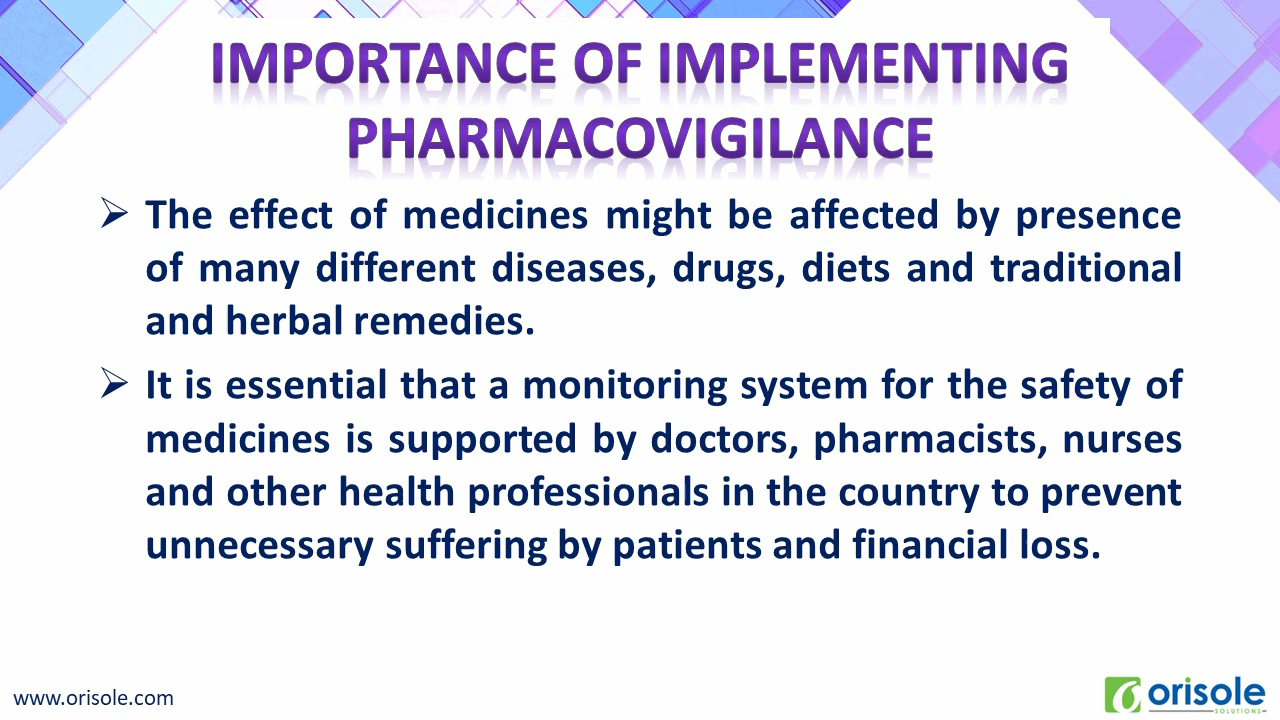 IMPORTANCE OF IMPLEMENTING
PHARMACOVIGILANCE
➢ The effect of medicines might be affected by presence
of many different diseases, drugs, diets and traditional
and herbal remedies.
➢ It is essential that a monitoring system for the safety of
medicines is supported by doctors, pharmacists, nurses
and other health professionals in the country to prevent
unnecessary suffering by patients and financial loss.
www.orisole.com
orisole
SOLUTIONS